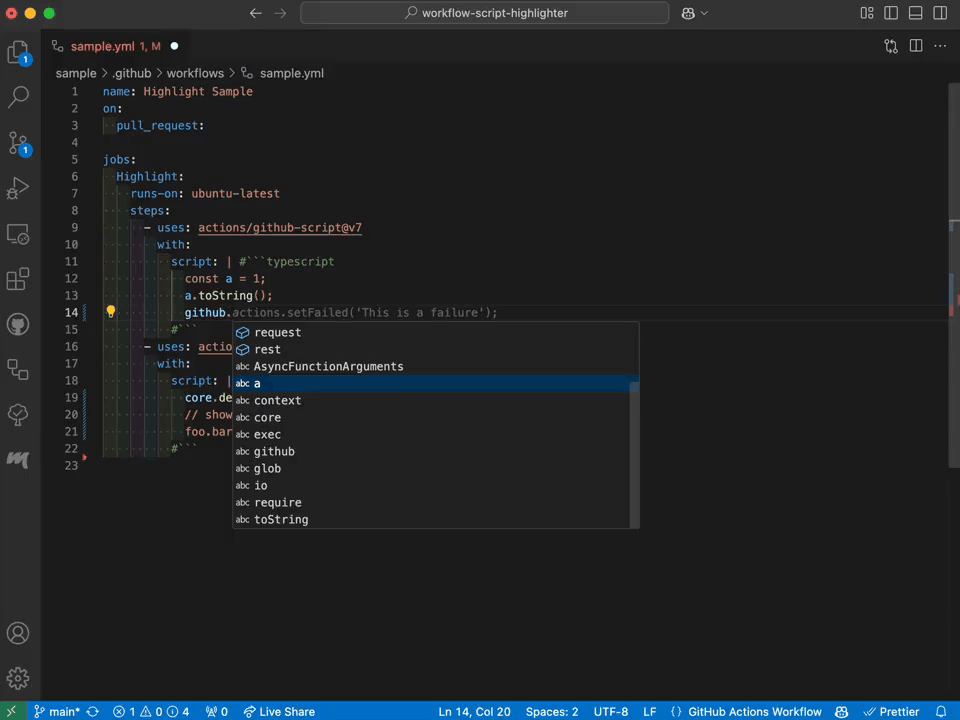 workflow-script-highlighter
1
1
sample.yml 1, M
sample > .github > workflows > sample.yml
1 name: Highlight Sample
2 on:
3 pull_request:
4
5 jobs:
6 Highlight:
7 runs-on: ubuntu-latest
8 steps:
9 - uses: actions/github-script@v7
10 with:
11 script: | #```typescript
12 const a = 1;
13 a.toString();
14 github.actions.setFailed('This is a failure');
15 #```
16 - uses: actio
17 with:
18 script: |
19 core.de
20 // show
21 foo.bar
22 #```
23
request
rest
abc AsyncFunctionArguments
abc a
abc context
abc core
abc exec
abc github
abc glob
abc io
abc require
abc toString
main* 1 0 4 0 Live Share Ln 14, Col 20 Spaces: 2 UTF-8 LF {} GitHub Actions Workflow Prettier